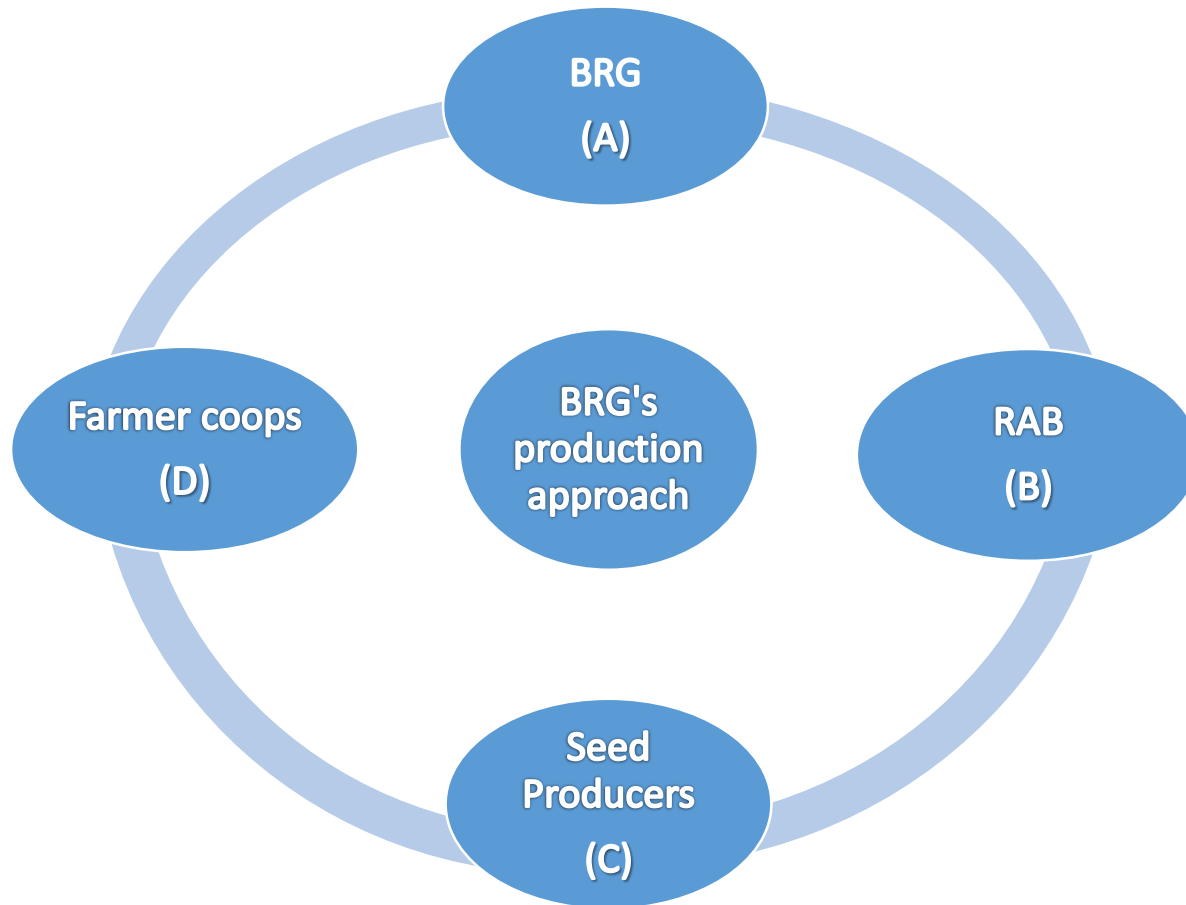 BRG
(A)
Farmer coops
(D)
BRG's
production
approach
RAB
(B)
Seed
Producers
(C)